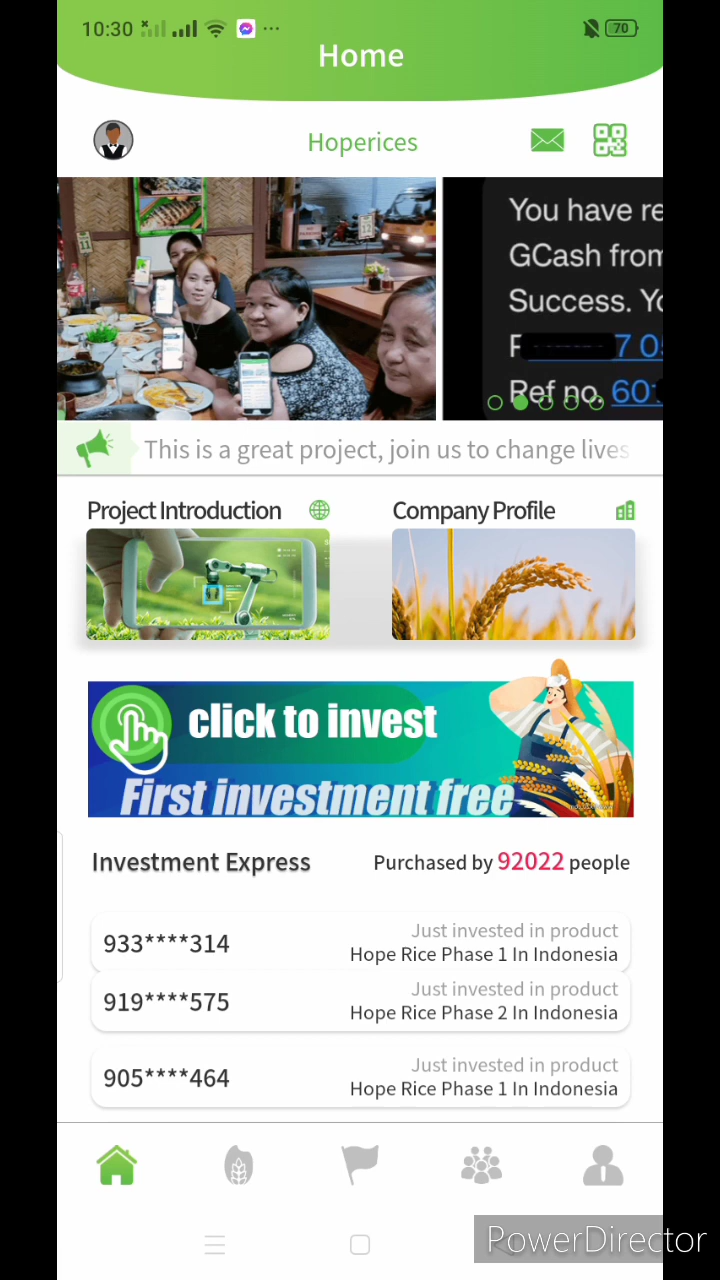 10:30
70
Home
Hoperices
You have re
GCash from
Success. Yo
7 0
Ref no. 601
This is a great project, join us to change lives
Project Introduction
Company Profile
click to invest
First investment free
Investment Express
Purchased by 92022 people
933****314
Just invested in product
Hope Rice Phase 1 In Indonesia
919****575
Just invested in product
Hope Rice Phase 2 In Indonesia
905****464
Just invested in product
Hope Rice Phase 1 In Indonesia
PowerDirector